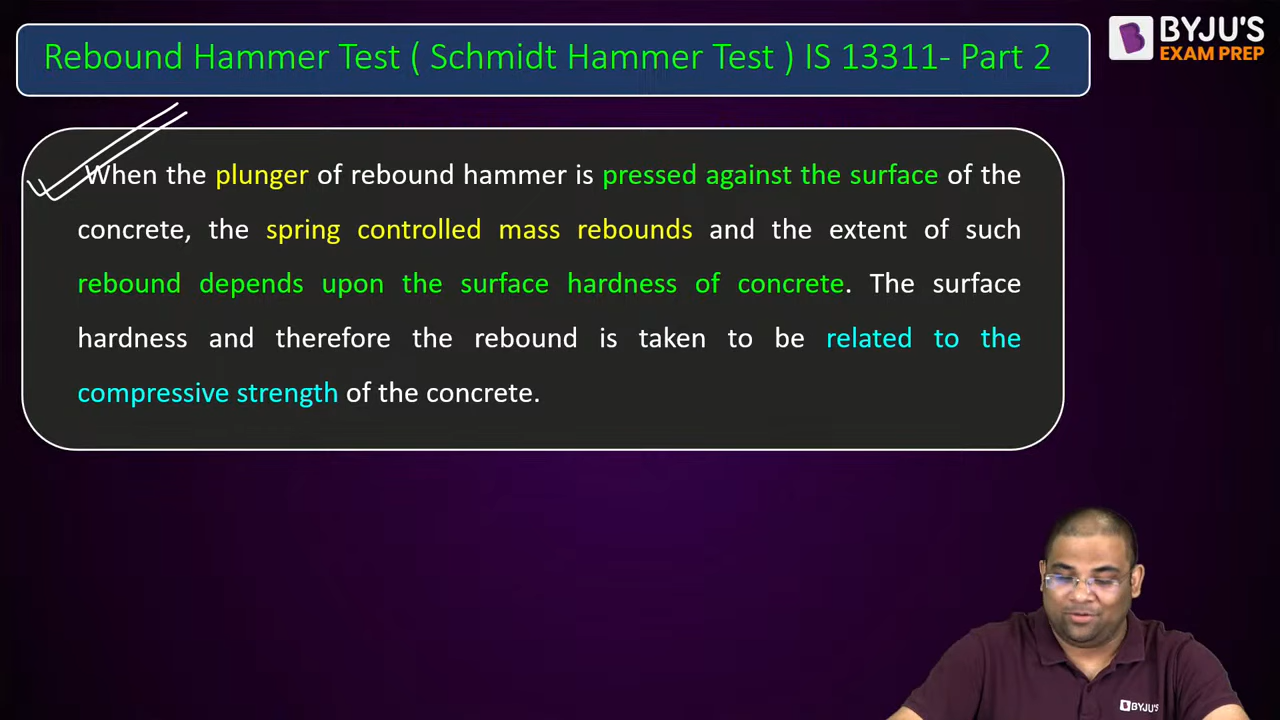 Rebound Hammer Test ( Schmidt Hammer Test ) IS 13311- Part 2
BYJU'S
EXAM PREP
When the plunger of rebound hammer is pressed against the surface of the
concrete, the spring controlled mass rebounds and the extent of such
rebound depends upon the surface hardness of concrete. The surface
hardness and therefore the rebound is taken to be related to the
compressive strength of the concrete.
BYJU'S